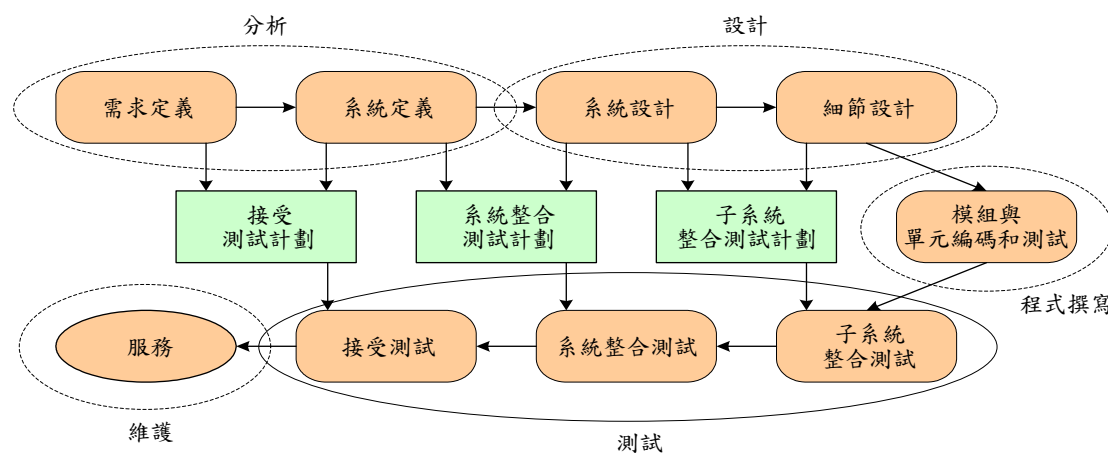 分析
設計
需求定義
系統定義
系統設計
細節設計
接受
測試計劃
系統整合
測試計劃
子系統
整合測試計劃
模組與
單元編碼和測試
程式撰寫
服務
接受測試
系統整合測試
子系統
整合測試
維護
測試